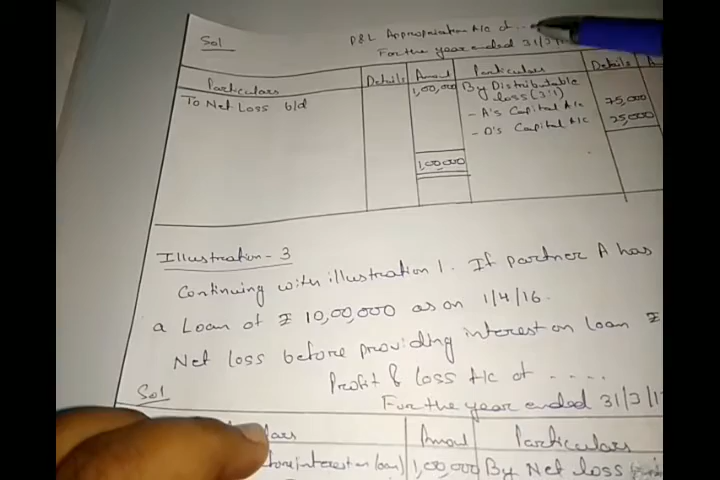 Sol
P&L Appropriation A/c of ...
For the year ended 31/3/
Particulars Details Amount Particulars Details
To Net Loss b/d 1,00,000 By Distributable
loss (3:1)
- A's Capital A/c 75,000
- D's Capital A/c 25,000
1,00,000
Illustration - 3
Continuing with illustration 1. If partner A has
a Loan of ₹ 10,00,000 as on 1/4/16.
Net loss before providing interest on loan ₹
Sol
Profit & loss A/c of .....
For the year ended 31/3/1
Amount Particulars
interest on loan) 1,00,000 By Net loss